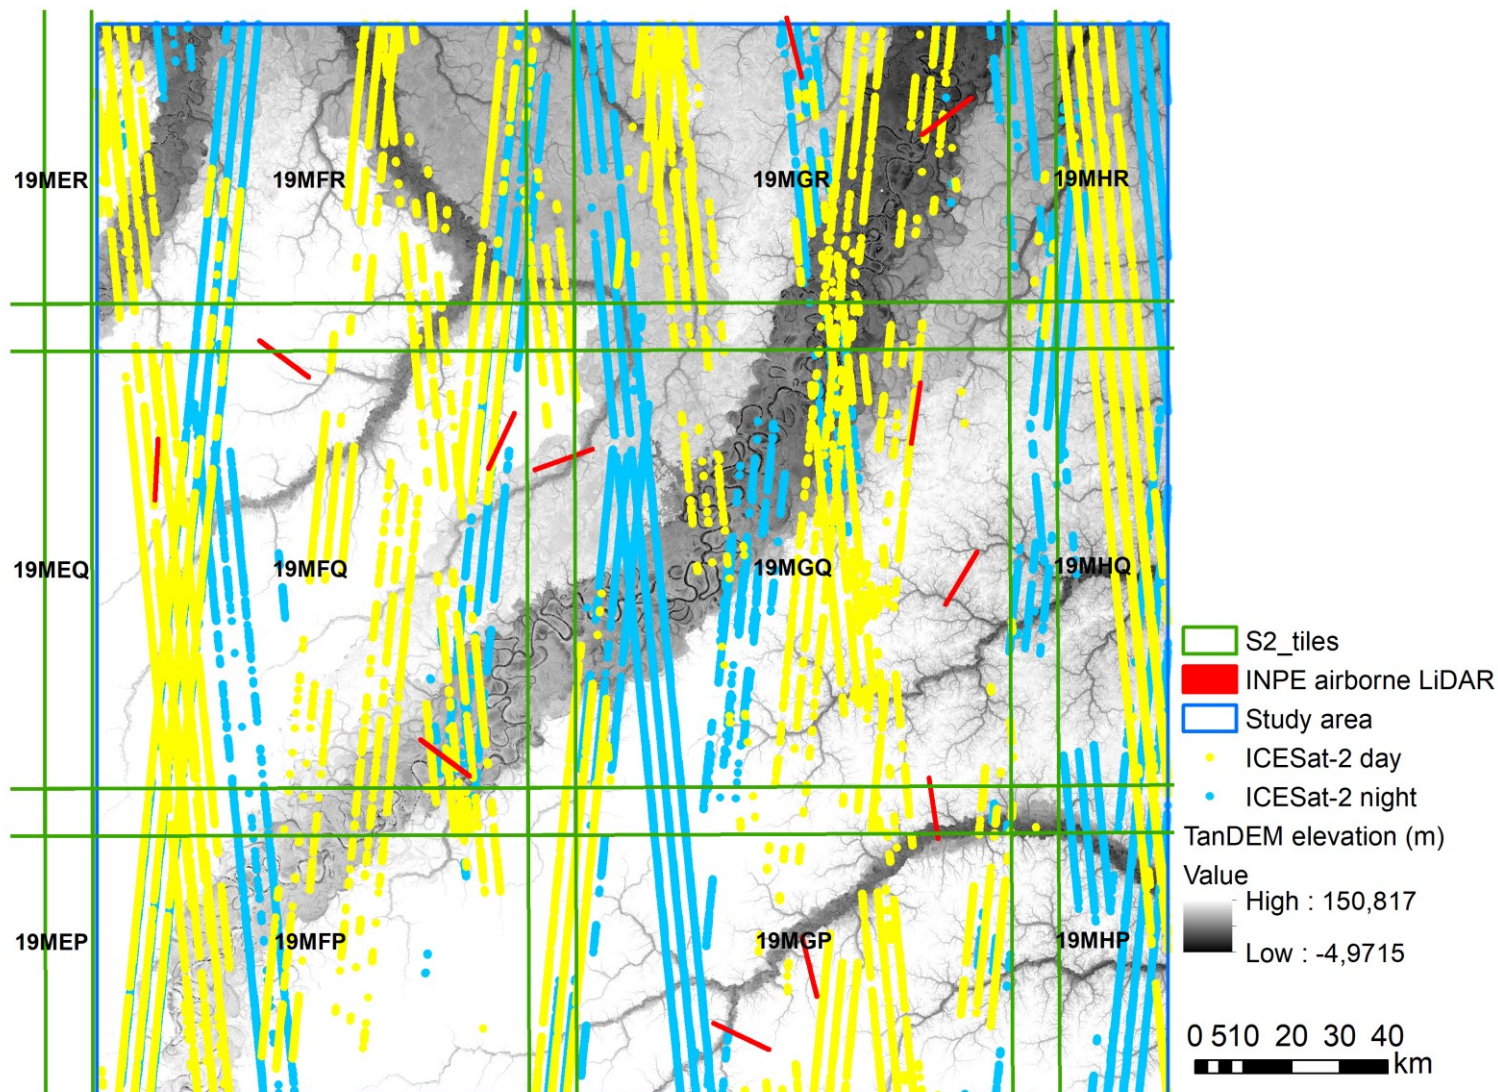 19MER 19MFR 19MGR 19MHR
19MEQ 19MFQ 19MGQ 19MHQ
19MEP 19MFP 19MGP 19MHP
S2_tiles
INPE airborne LiDAR
Study area
ICESat-2 day
ICESat-2 night
TanDEM elevation (m)
Value
High : 150,817
Low : -4,9715
0 510 20 30 40
km